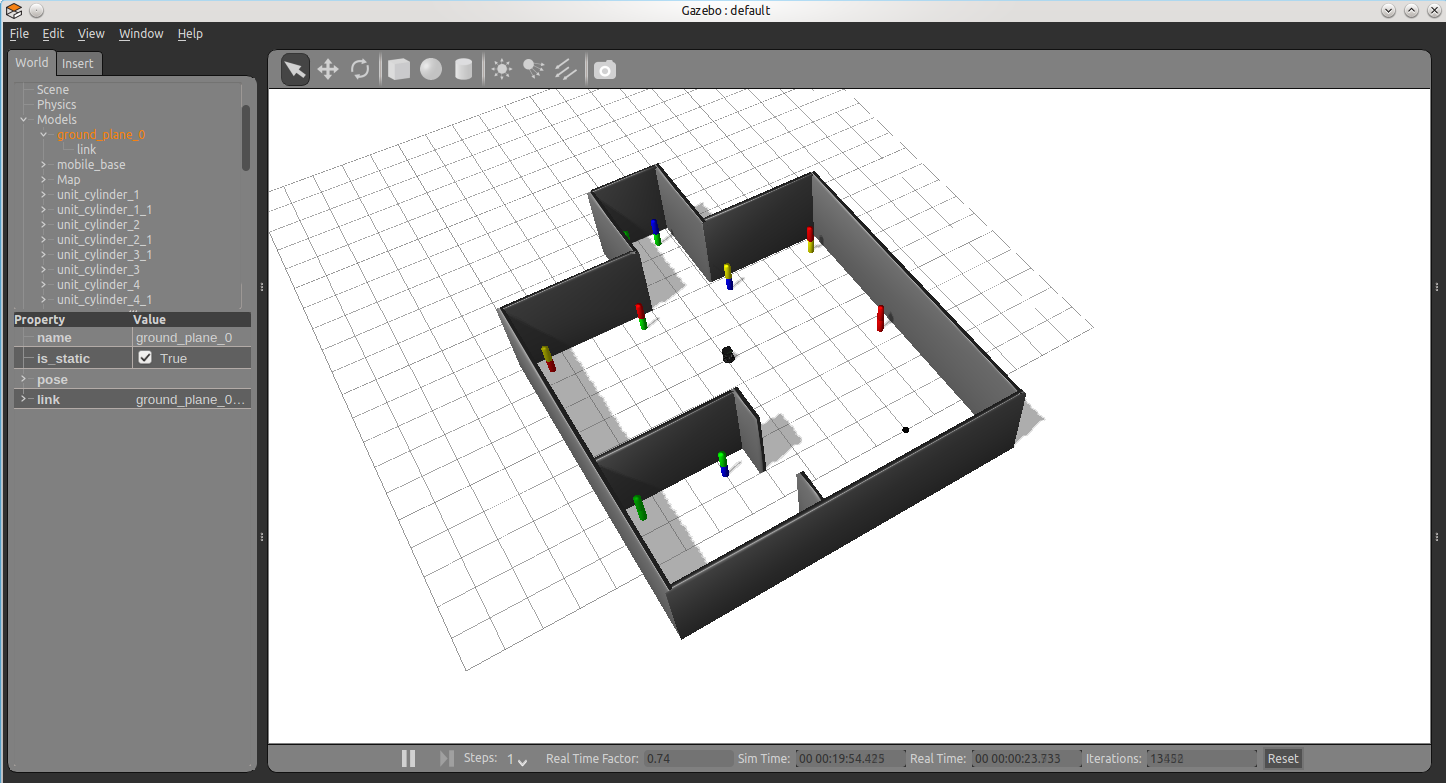 Gazebo : default
File Edit View Window Help
World Insert
Scene
Physics
Models
ground_plane_0
link
mobile_base
Map
unit_cylinder_1
unit_cylinder_1_1
unit_cylinder_2
unit_cylinder_2_1
unit_cylinder_3_1
unit_cylinder_3
unit_cylinder_4
unit_cylinder_4_1
Property Value
name ground_plane_0
is_static True
pose
link ground_plane_0...
Steps: 1 Real Time Factor: 0.74 Sim Time: 00 00:19:54.425 Real Time: 00 00:00:23.733 Iterations: 13452 Reset